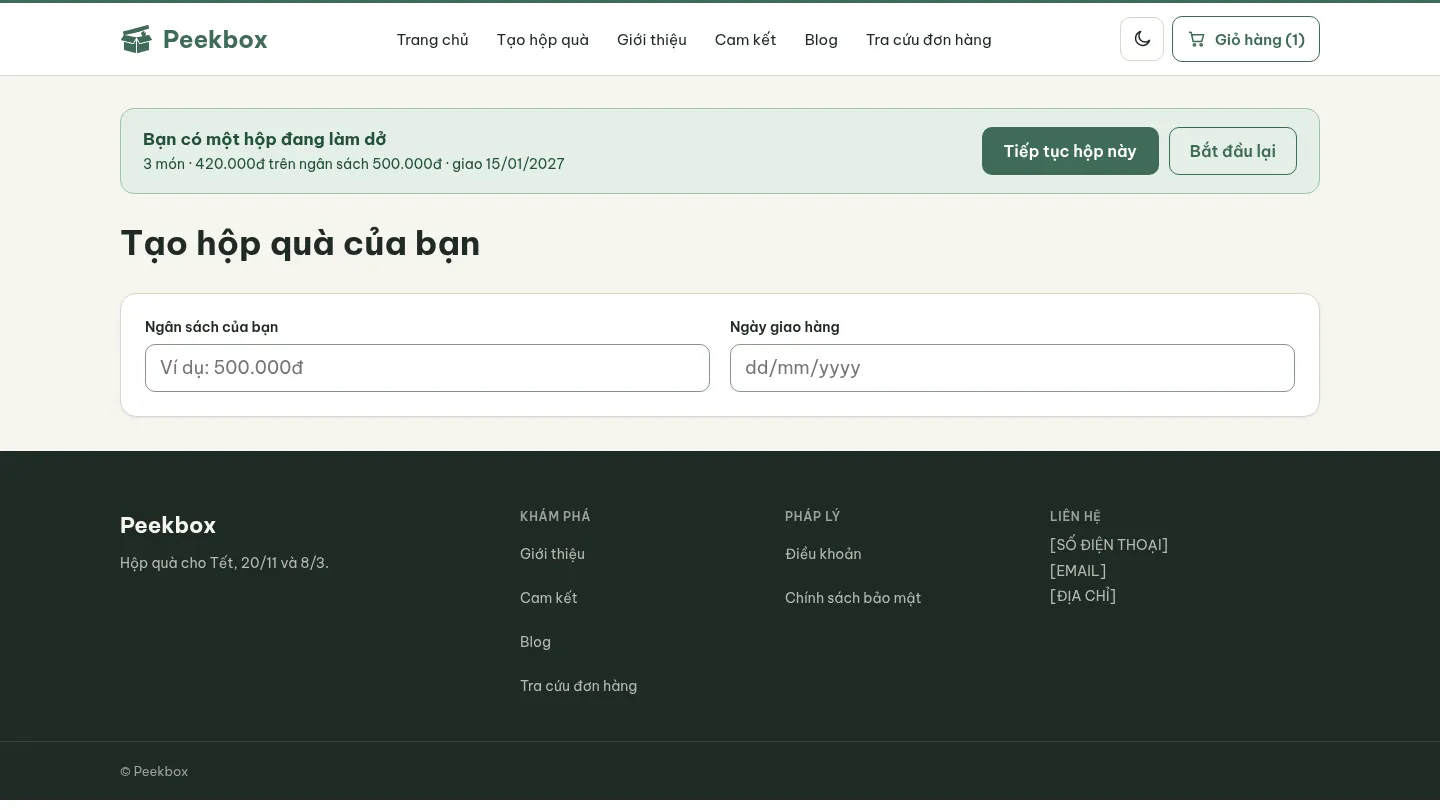 Peekbox
Trang chủ
Tạo hộp quà
Giới thiệu
Cam kết
Blog
Tra cứu đơn hàng
Giỏ hàng (1)
Bạn có một hộp đang làm dở
3 món · 420.000đ trên ngân sách 500.000đ · giao 15/01/2027
Tiếp tục hộp này
Bắt đầu lại
Tạo hộp quà của bạn
Ngân sách của bạn
Ví dụ: 500.000đ
Ngày giao hàng
dd/mm/yyyy
Peekbox
Hộp quà cho Tết, 20/11 và 8/3.
KHÁM PHÁ
Giới thiệu
Cam kết
Blog
Tra cứu đơn hàng
PHÁP LÝ
Điều khoản
Chính sách bảo mật
LIÊN HỆ
[SỐ ĐIỆN THOẠI]
[EMAIL]
[ĐỊA CHỈ]
© Peekbox